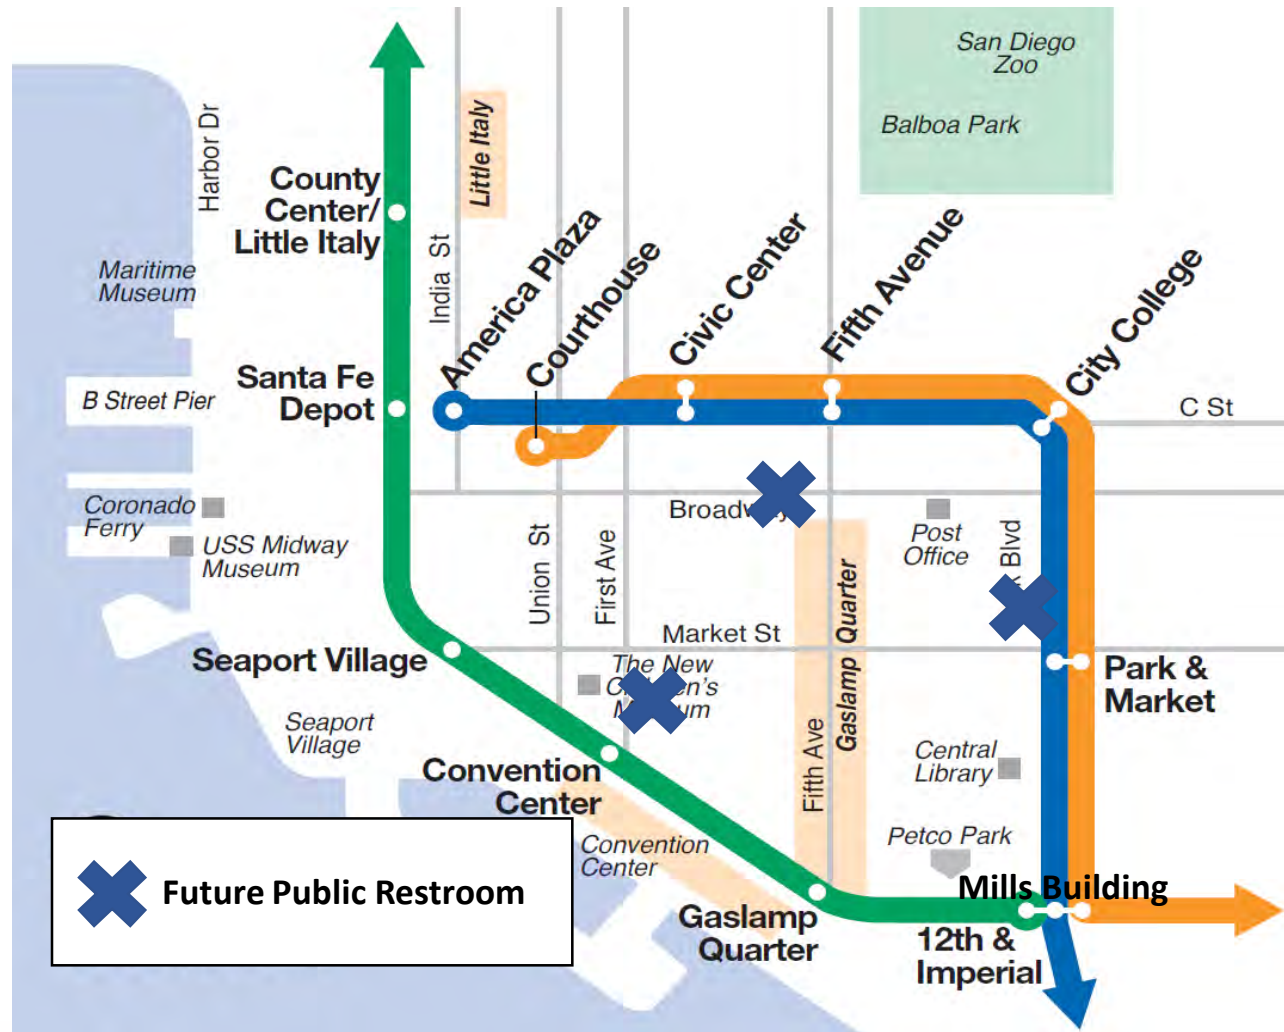 San Diego
Zoo
Balboa Park
Harbor Dr
Little Italy
County
Center/
Little Italy
India St
Maritime
Museum
America Plaza
Courthouse
Civic Center
Fifth Avenue
City College
Santa Fe
Depot
B Street Pier
C St
Coronado
Ferry
USS Midway
Museum
Union St
First Ave
Post
Office
Blvd
Gaslamp Quarter
Market St
Seaport Village
The New
Park &
Market
Seaport
Village
Fifth Ave
Central
Library
Convention
Center
Convention
Center
Petco Park
Mills Building
Future Public Restroom
Gaslamp
Quarter
12th &
Imperial